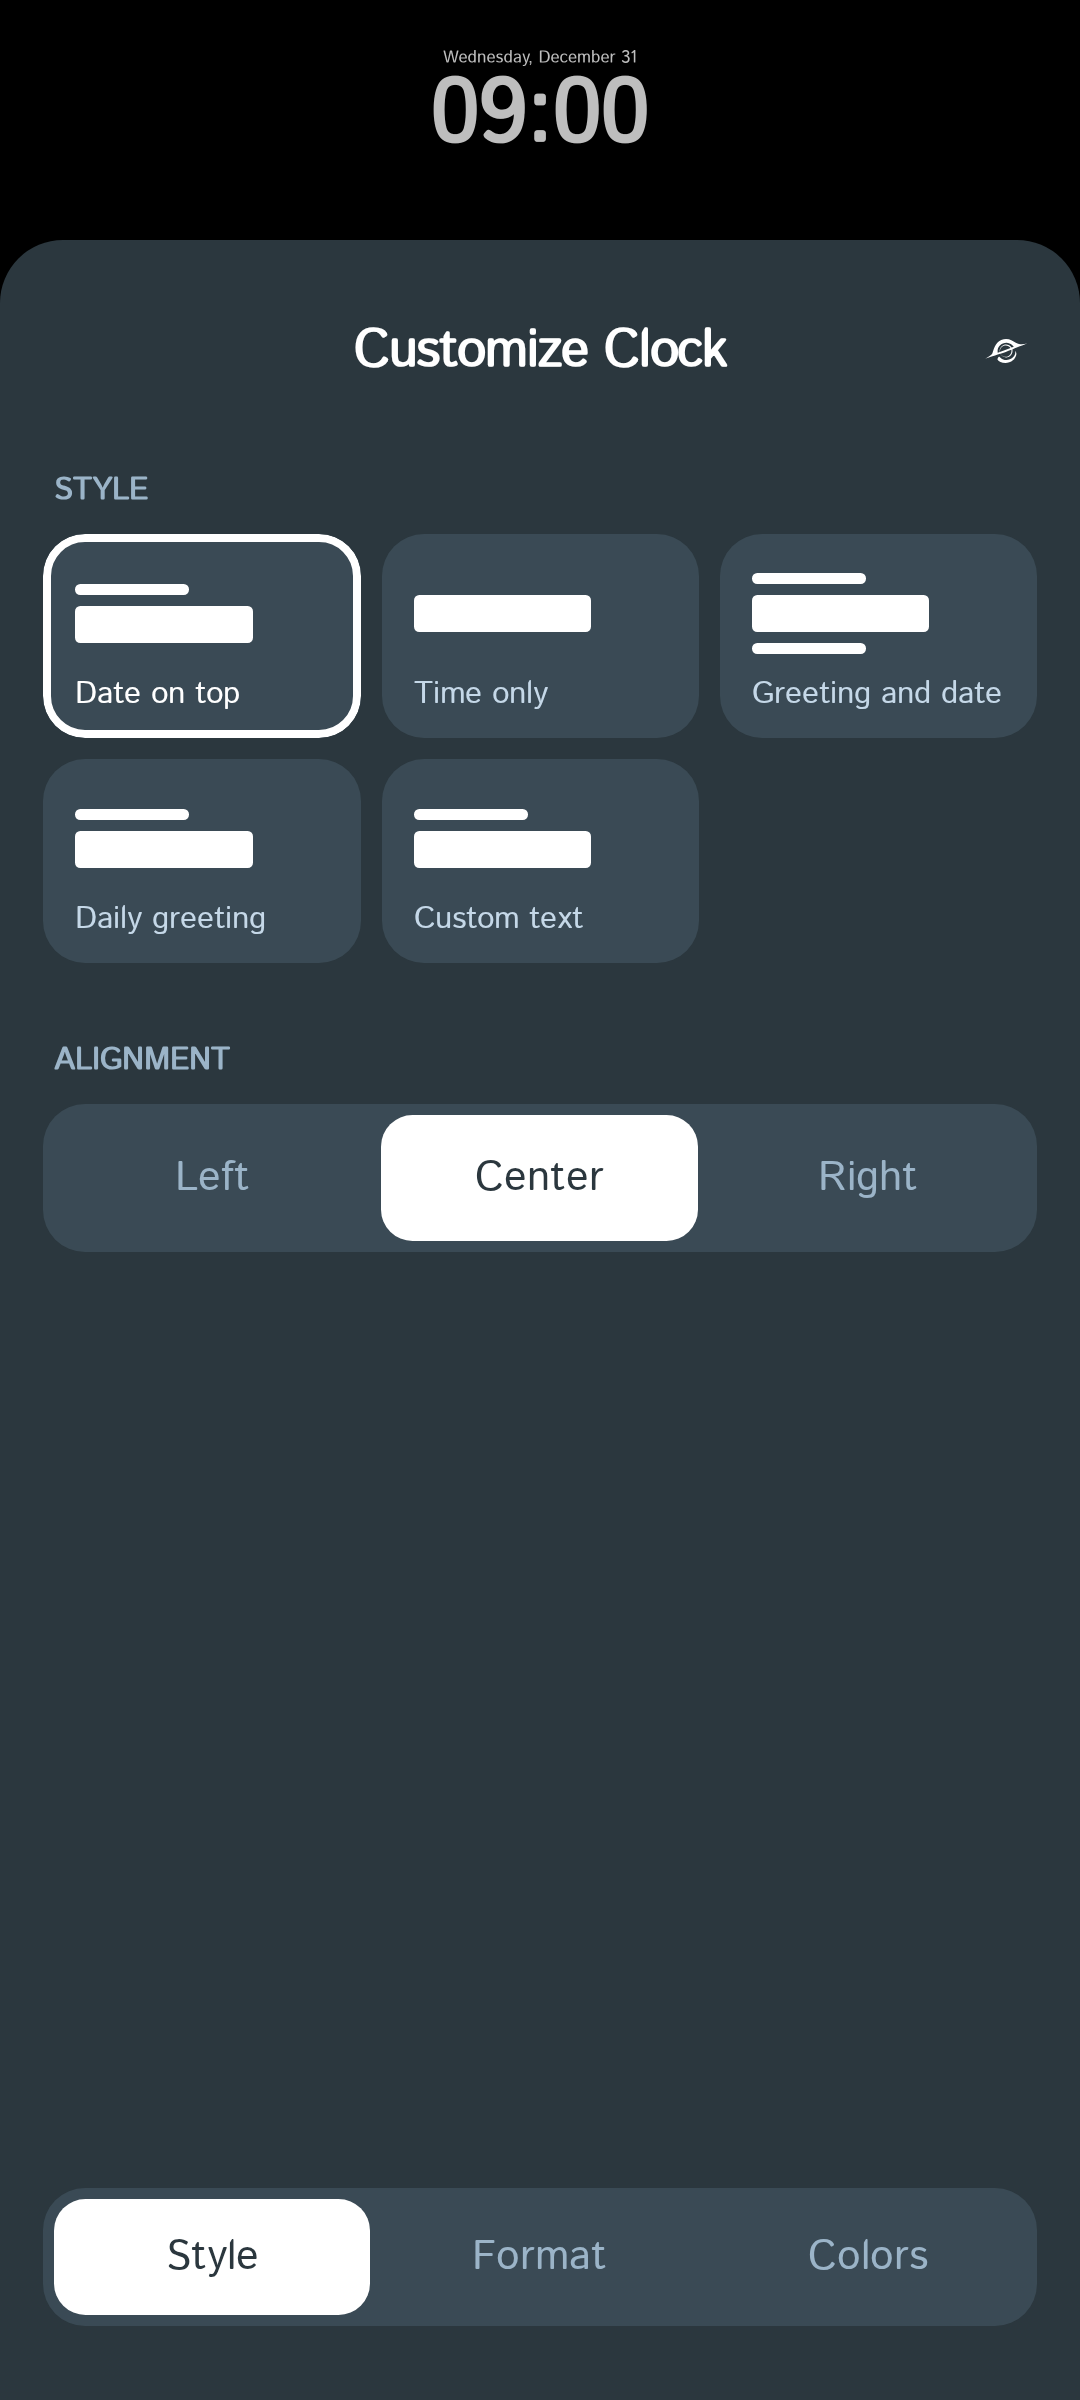 Wednesday, December 31
09:00
Customize Clock
STYLE
Date on top
Time only
Greeting and date
Daily greeting
Custom text
ALIGNMENT
Left
Center
Right
Style
Format
Colors